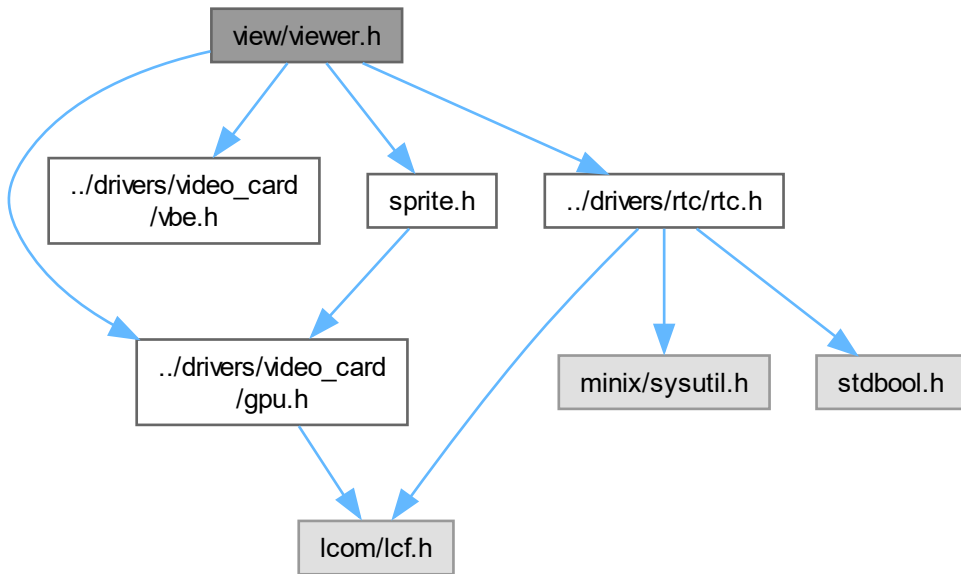 view/viewer.h
../drivers/video_card
/vbe.h
sprite.h
../drivers/rtc/rtc.h
../drivers/video_card
/gpu.h
minix/sysutil.h
stdbool.h
lcom/lcf.h